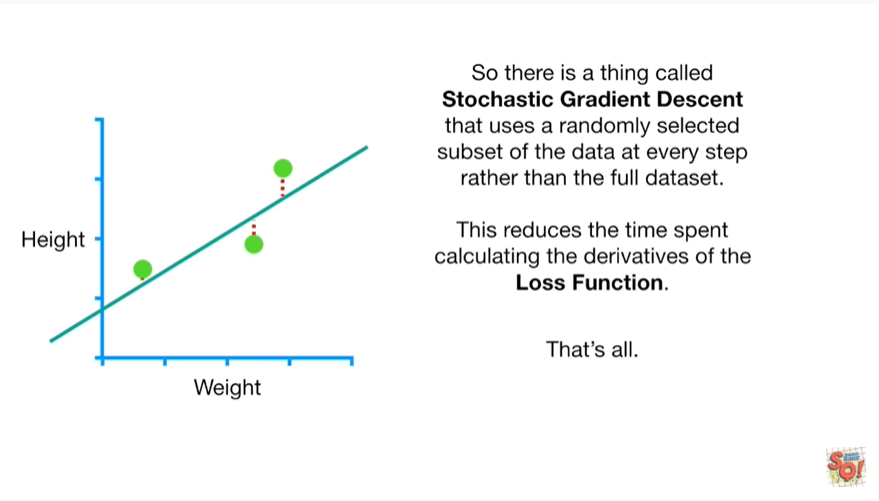 So there is a thing called
Stochastic Gradient Descent
that uses a randomly selected
subset of the data at every step
rather than the full dataset.
This reduces the time spent
calculating the derivatives of the
Loss Function.
That's all.
Height
Weight
SQ!